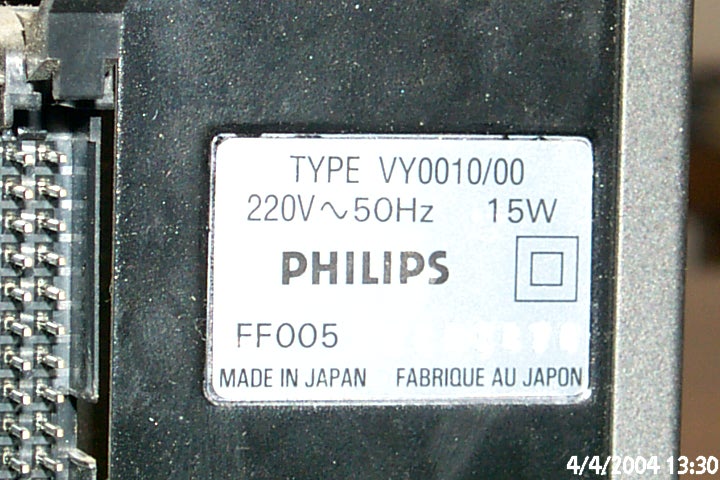 TYPE VY0010/00
220V～50Hz 15W
PHILIPS
FF005
MADE IN JAPAN FABRIQUE AU JAPON
4/4/2004 13:30